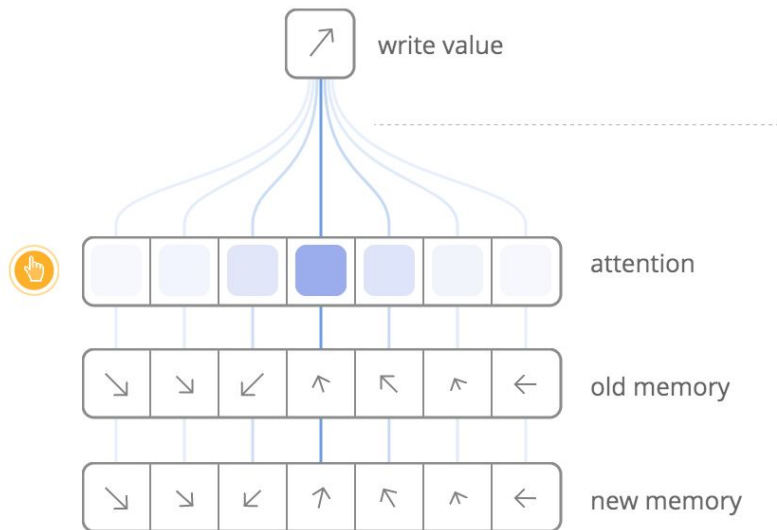 write value
attention
old memory
new memory